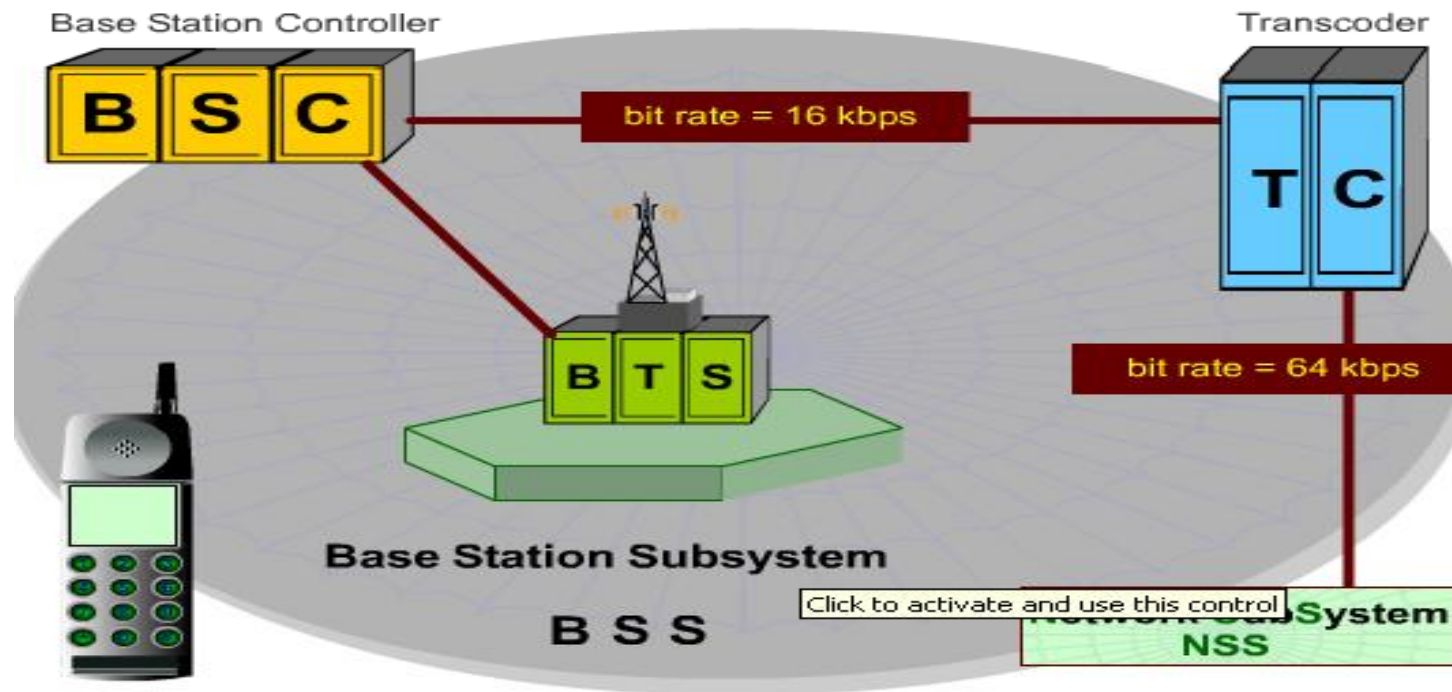 Base Station Controller
Transcoder
B S C
bit rate = 16 kbps
T C
B T S
bit rate = 64 kbps
Base Station Subsystem
B S S
Click to activate and use this control
SubSystem
NSS